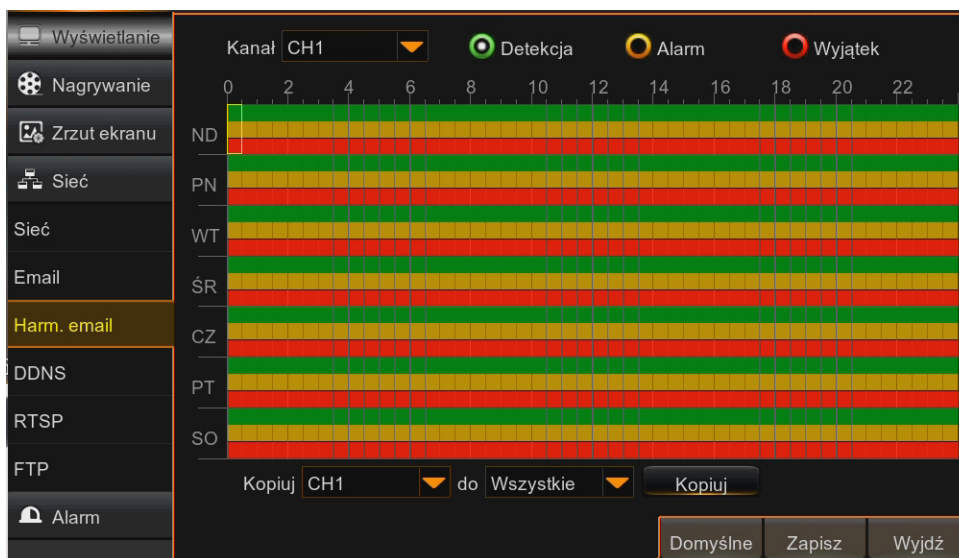 Wyświetlanie
Nagrywanie
Zrzut ekranu
Sieć
Sieć
Email
Harm. email
DDNS
RTSP
FTP
Alarm
Kanał CH1 Detekcja Alarm Wyjątek
0 2 4 6 8 10 12 14 16 18 20 22
ND
PN
WT
ŚR
CZ
PT
SO
Kopiuj CH1 do Wszystkie Kopiuj
Domyślne Zapisz Wyjdź